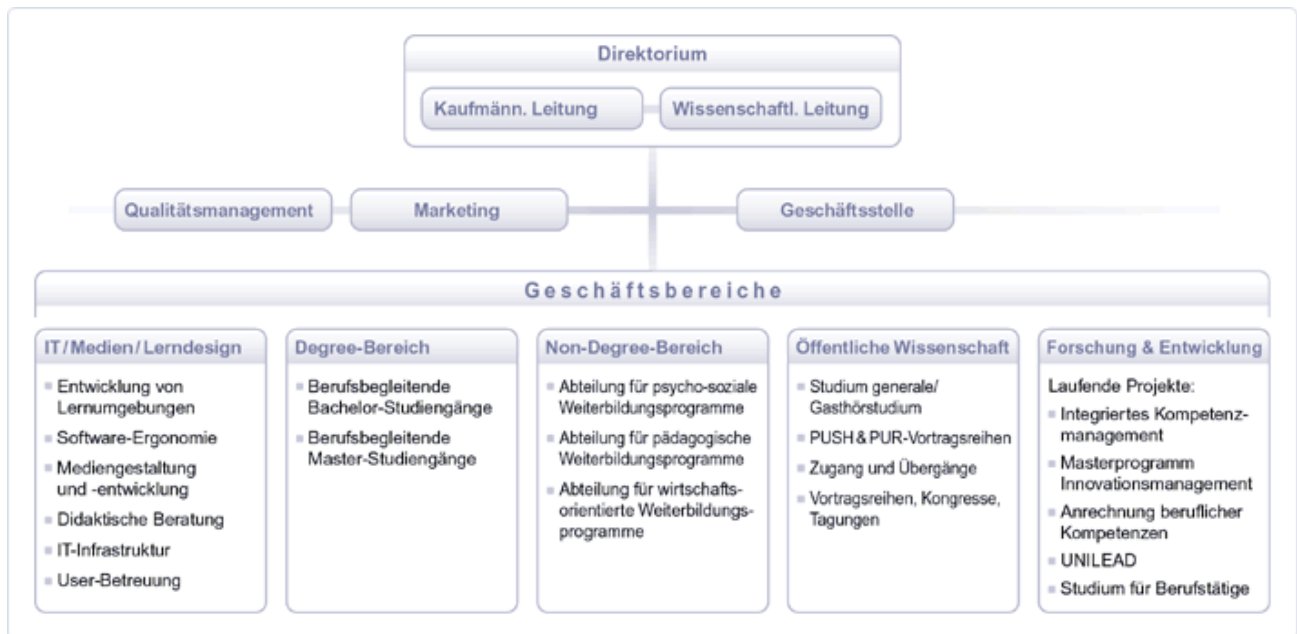 Direktorium
Kaufmänn. Leitung
Wissenschaftl. Leitung
Qualitätsmanagement
Marketing
Geschäftsstelle
Geschäftsbereiche
IT/Medien/Lerndesign
Entwicklung von
Lernumgebungen
Software-Ergonomie
Mediengestaltung
und -entwicklung
Didaktische Beratung
IT-Infrastruktur
User-Betreuung
Degree-Bereich
Berufsbegleitende
Bachelor-Studiengänge
Berufsbegleitende
Master-Studiengänge
Non-Degree-Bereich
Abteilung für psycho-soziale
Weiterbildungsprogramme
Abteilung für pädagogische
Weiterbildungsprogramme
Abteilung für wirtschafts-
orientierte Weiterbildungs-
programme
Öffentliche Wissenschaft
Studium generale/
Gasthörstudium
PUSH & PUR-Vortragsreihen
Zugang und Übergänge
Vortragsreihen, Kongresse,
Tagungen
Forschung & Entwicklung
Laufende Projekte:
Integriertes Kompetenz-
management
Masterprogramm
Innovationsmanagement
Anrechnung beruflicher
Kompetenzen
UNILEAD
Studium für Berufstätige